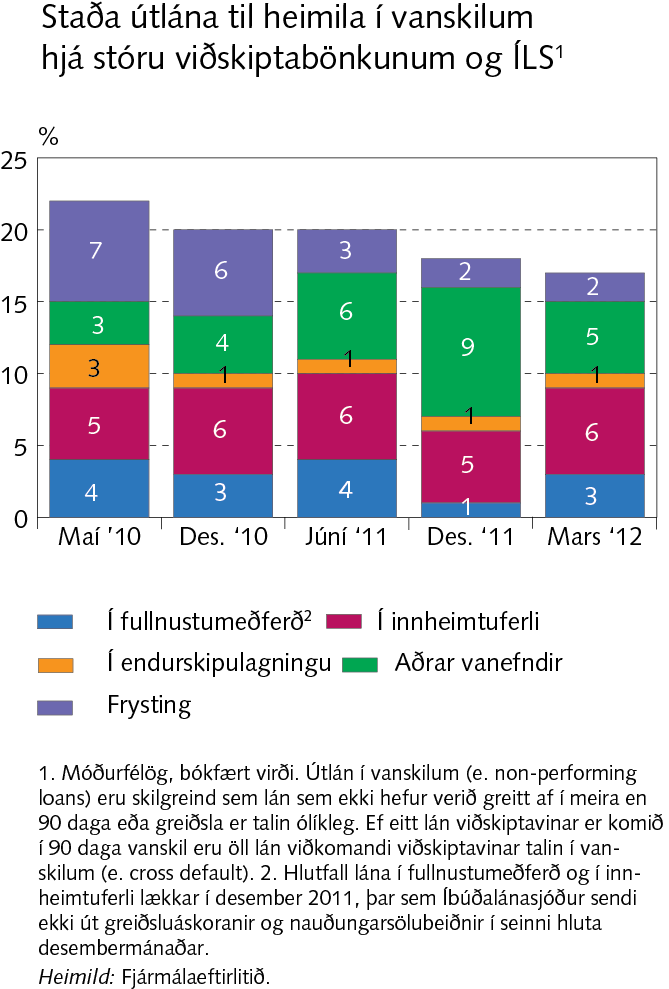 Staða útlána til heimila í vanskilum
hjá stóru viðskiptabönkunum og ÍLS¹
%
25
20
15
10
5
0
7
3
3
5
4
6
4
1
6
3
3
6
1
6
4
2
9
1
5
1
2
5
1
6
3
Maí '10
Des. ‘10
Júní ‘11
Des. ‘11
Mars ‘12
Í fullnustumeðferð²
Í innheimtuferli
Í endurskipulagningu
Aðrar vanefndir
Frysting
1. Móðurfélög, bókfært virði. Útlán í vanskilum (e. non-performing
loans) eru skilgreind sem lán sem ekki hefur verið greitt af í meira en
90 daga eða greiðsla er talin ólíkleg. Ef eitt lán viðskiptavinar er komið
í 90 daga vanskil eru öll lán viðkomandi viðskiptavinar talin í van-
skilum (e. cross default). 2. Hlutfall lána í fullnustumeðferð og í inn-
heimtuferli lækkar í desember 2011, þar sem Íbúðalánasjóður sendi
ekki út greiðsluáskoranir og nauðungarsölubeiðnir í seinni hluta
desembermánaðar.
Heimild: Fjármálaeftirlitið.